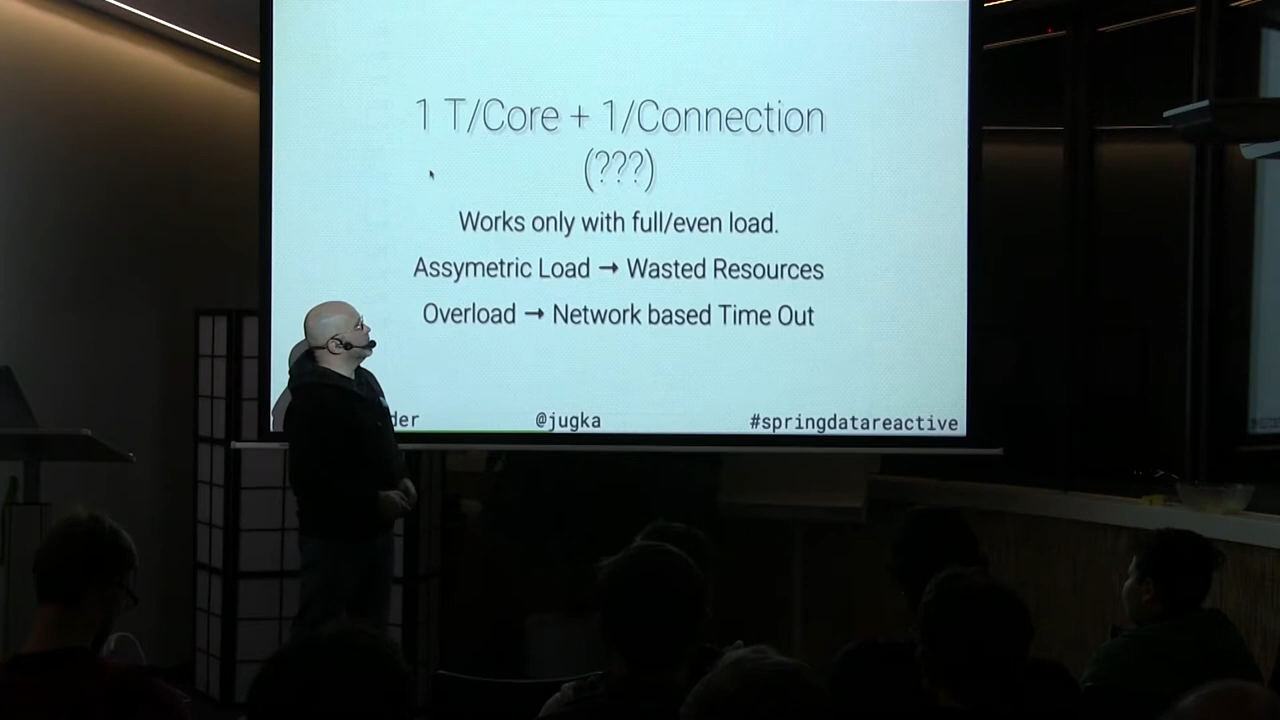 1 T/Core + 1/Connection
(???)
Works only with full/even load.
Assymetric Load → Wasted Resources
Overload → Network based Time Out
der @jugka #springdatareactive